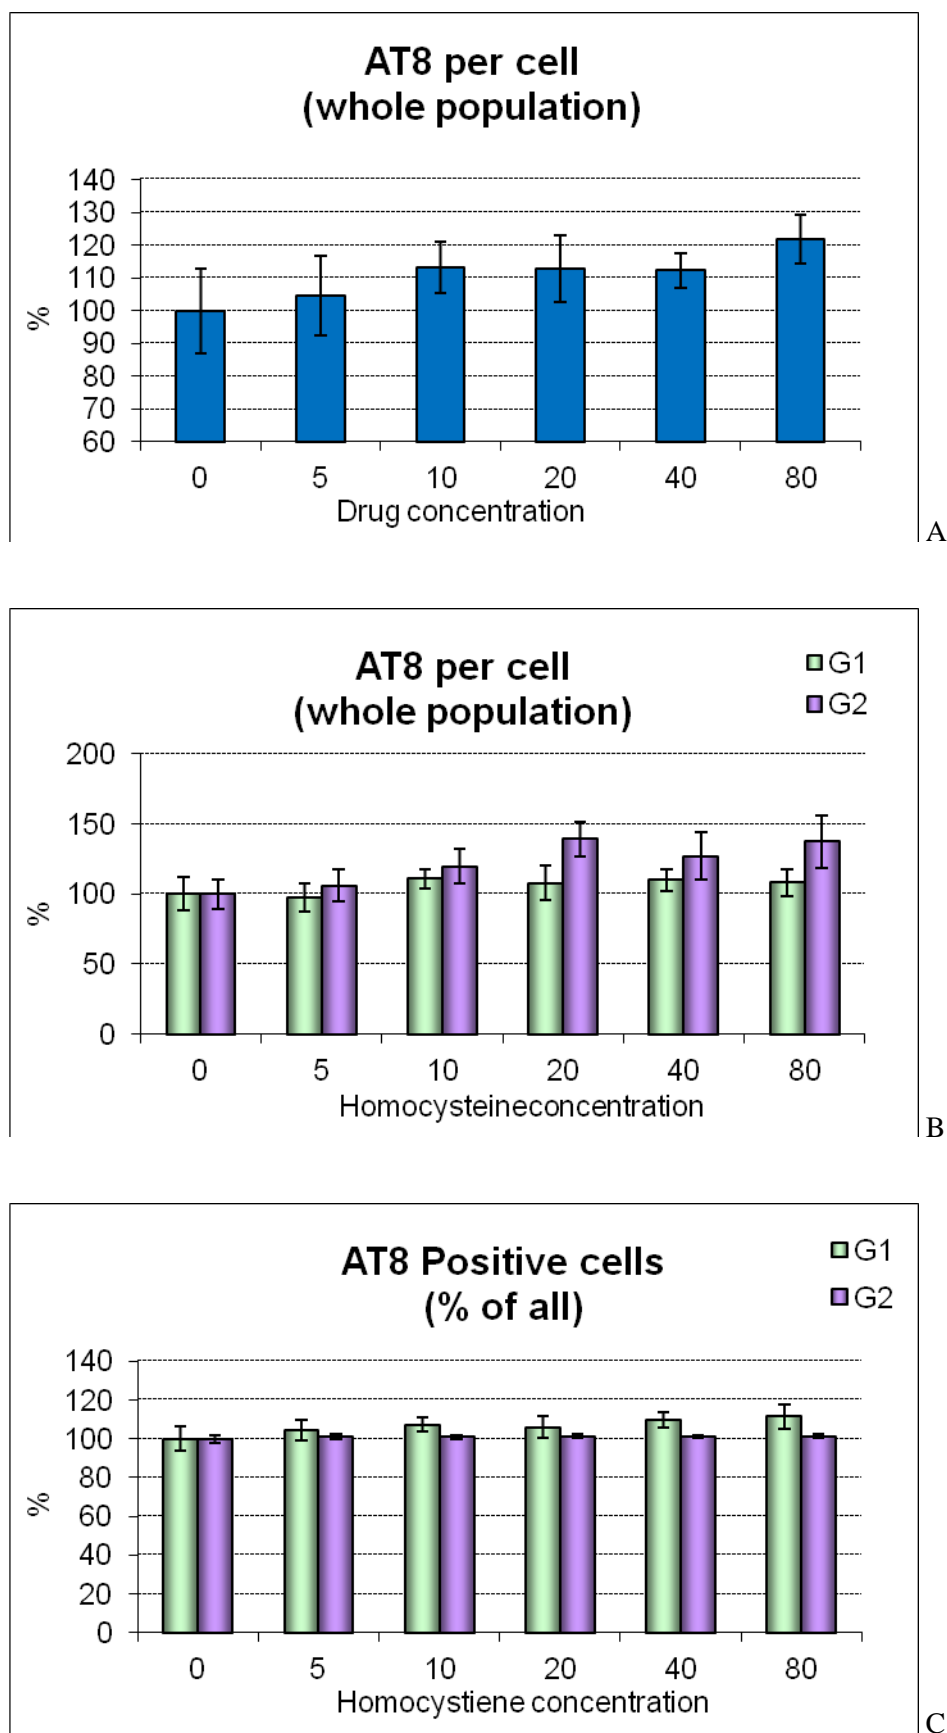 AT8 per cell
(whole population)
140
130
120
110
100
90
80
70
60
%
0 5 10 20 40 80
Drug concentration
A
AT8 per cell
(whole population)
G1
G2
200
150
100
50
0
%
0 5 10 20 40 80
Homocysteineconcentration
B
AT8 Positive cells
(% of all)
G1
G2
140
120
100
80
60
40
20
0
%
0 5 10 20 40 80
Homocystiene concentration
C